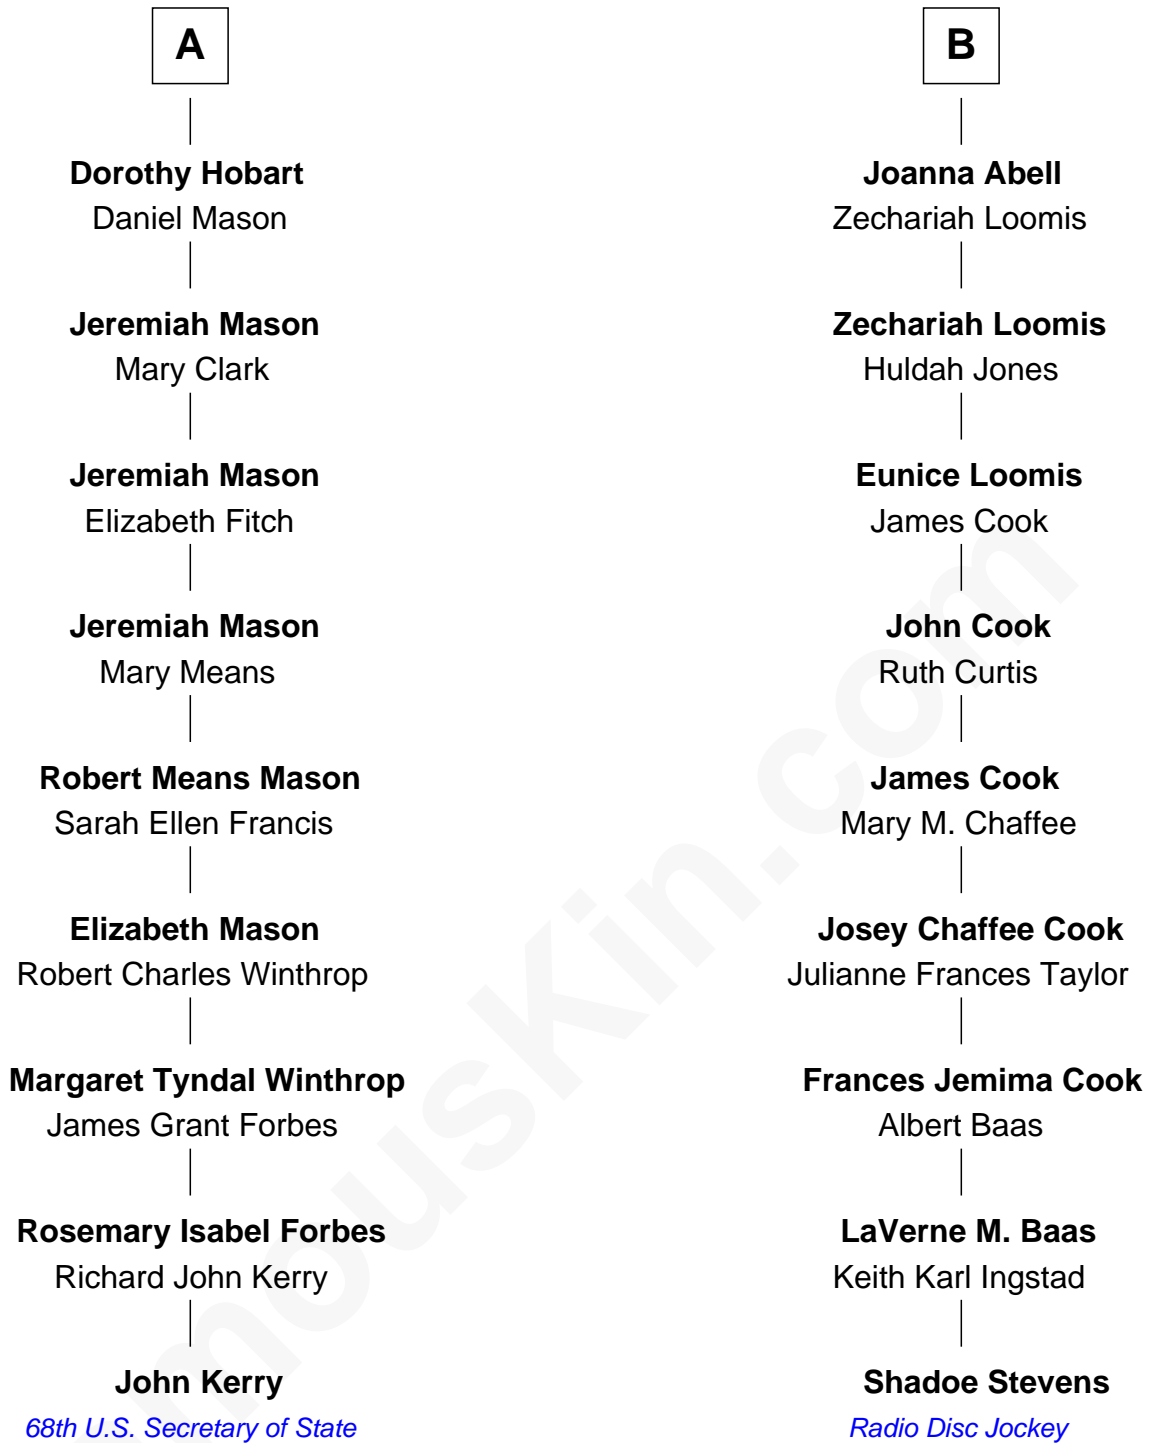 A
Dorothy Hobart
Daniel Mason
Jeremiah Mason
Mary Clark
Jeremiah Mason
Elizabeth Fitch
Jeremiah Mason
Mary Means
Robert Means Mason
Sarah Ellen Francis
Elizabeth Mason
Robert Charles Winthrop
Margaret Tyndal Winthrop
James Grant Forbes
Rosemary Isabel Forbes
Richard John Kerry
John Kerry
68th U.S. Secretary of State
B
Joanna Abell
Zechariah Loomis
Zechariah Loomis
Huldah Jones
Eunice Loomis
James Cook
John Cook
Ruth Curtis
James Cook
Mary M. Chaffee
Josey Chaffee Cook
Julianne Frances Taylor
Frances Jemima Cook
Albert Baas
LaVerne M. Baas
Keith Karl Ingstad
Shadoe Stevens
Radio Disc Jockey
mousKin.com